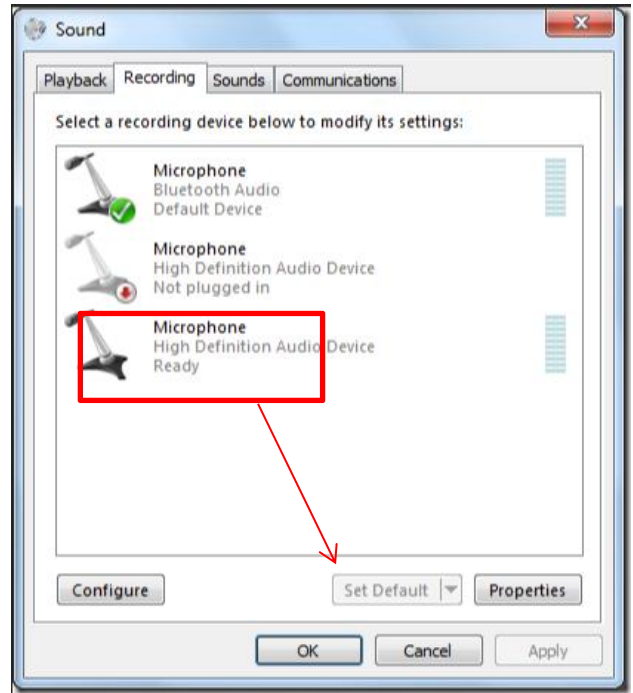 Sound
Playback Recording Sounds Communications
Select a recording device below to modify its settings:
Microphone
Bluetooth Audio
Default Device
Microphone
High Definition Audio Device
Not plugged in
Microphone
High Definition Audio Device
Ready
Configure Set Default Properties
OK Cancel Apply